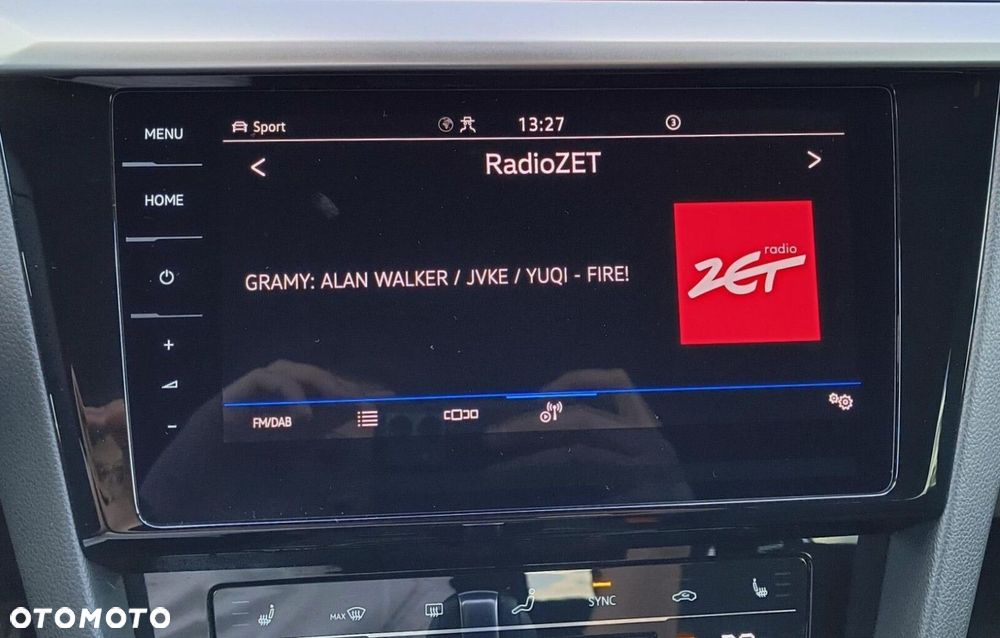 MENU
Sport
13:27
3
< RadioZET >
HOME
radio
ZET
GRAMY: ALAN WALKER / JVKE / YUQI - FIRE!
+
-
FM/DAB
MAX
SYNC
OTOMOTO